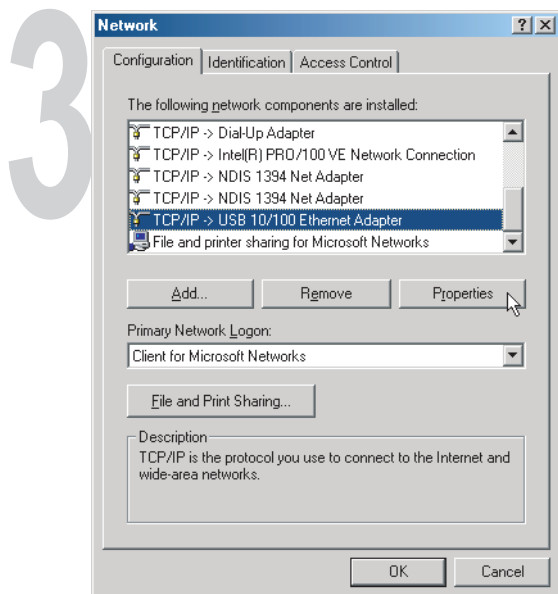 3
Network
Configuration Identification Access Control
The following network components are installed:
TCP/IP -> Dial-Up Adapter
TCP/IP -> Intel(R) PRO/100 VE Network Connection
TCP/IP -> NDIS 1394 Net Adapter
TCP/IP -> NDIS 1394 Net Adapter
TCP/IP -> USB 10/100 Ethernet Adapter
File and printer sharing for Microsoft Networks
Add... Remove Properties
Primary Network Logon:
Client for Microsoft Networks
File and Print Sharing...
Description
TCP/IP is the protocol you use to connect to the Internet and
wide-area networks.
OK Cancel